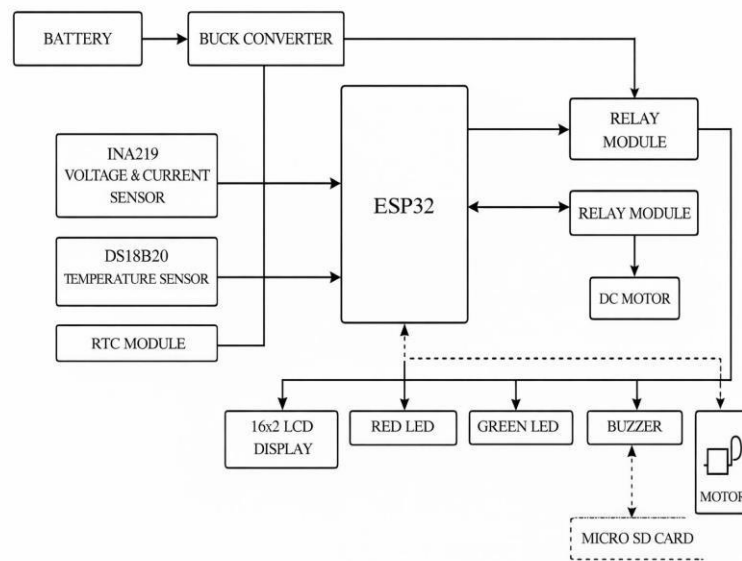 BATTERY
BUCK CONVERTER
INA219
VOLTAGE & CURRENT
SENSOR
ESP32
RELAY
MODULE
RELAY MODULE
DS18B20
TEMPERATURE SENSOR
DC MOTOR
RTC MODULE
16x2 LCD
DISPLAY
RED LED
GREEN LED
BUZZER
MOTOR
MICRO SD CARD